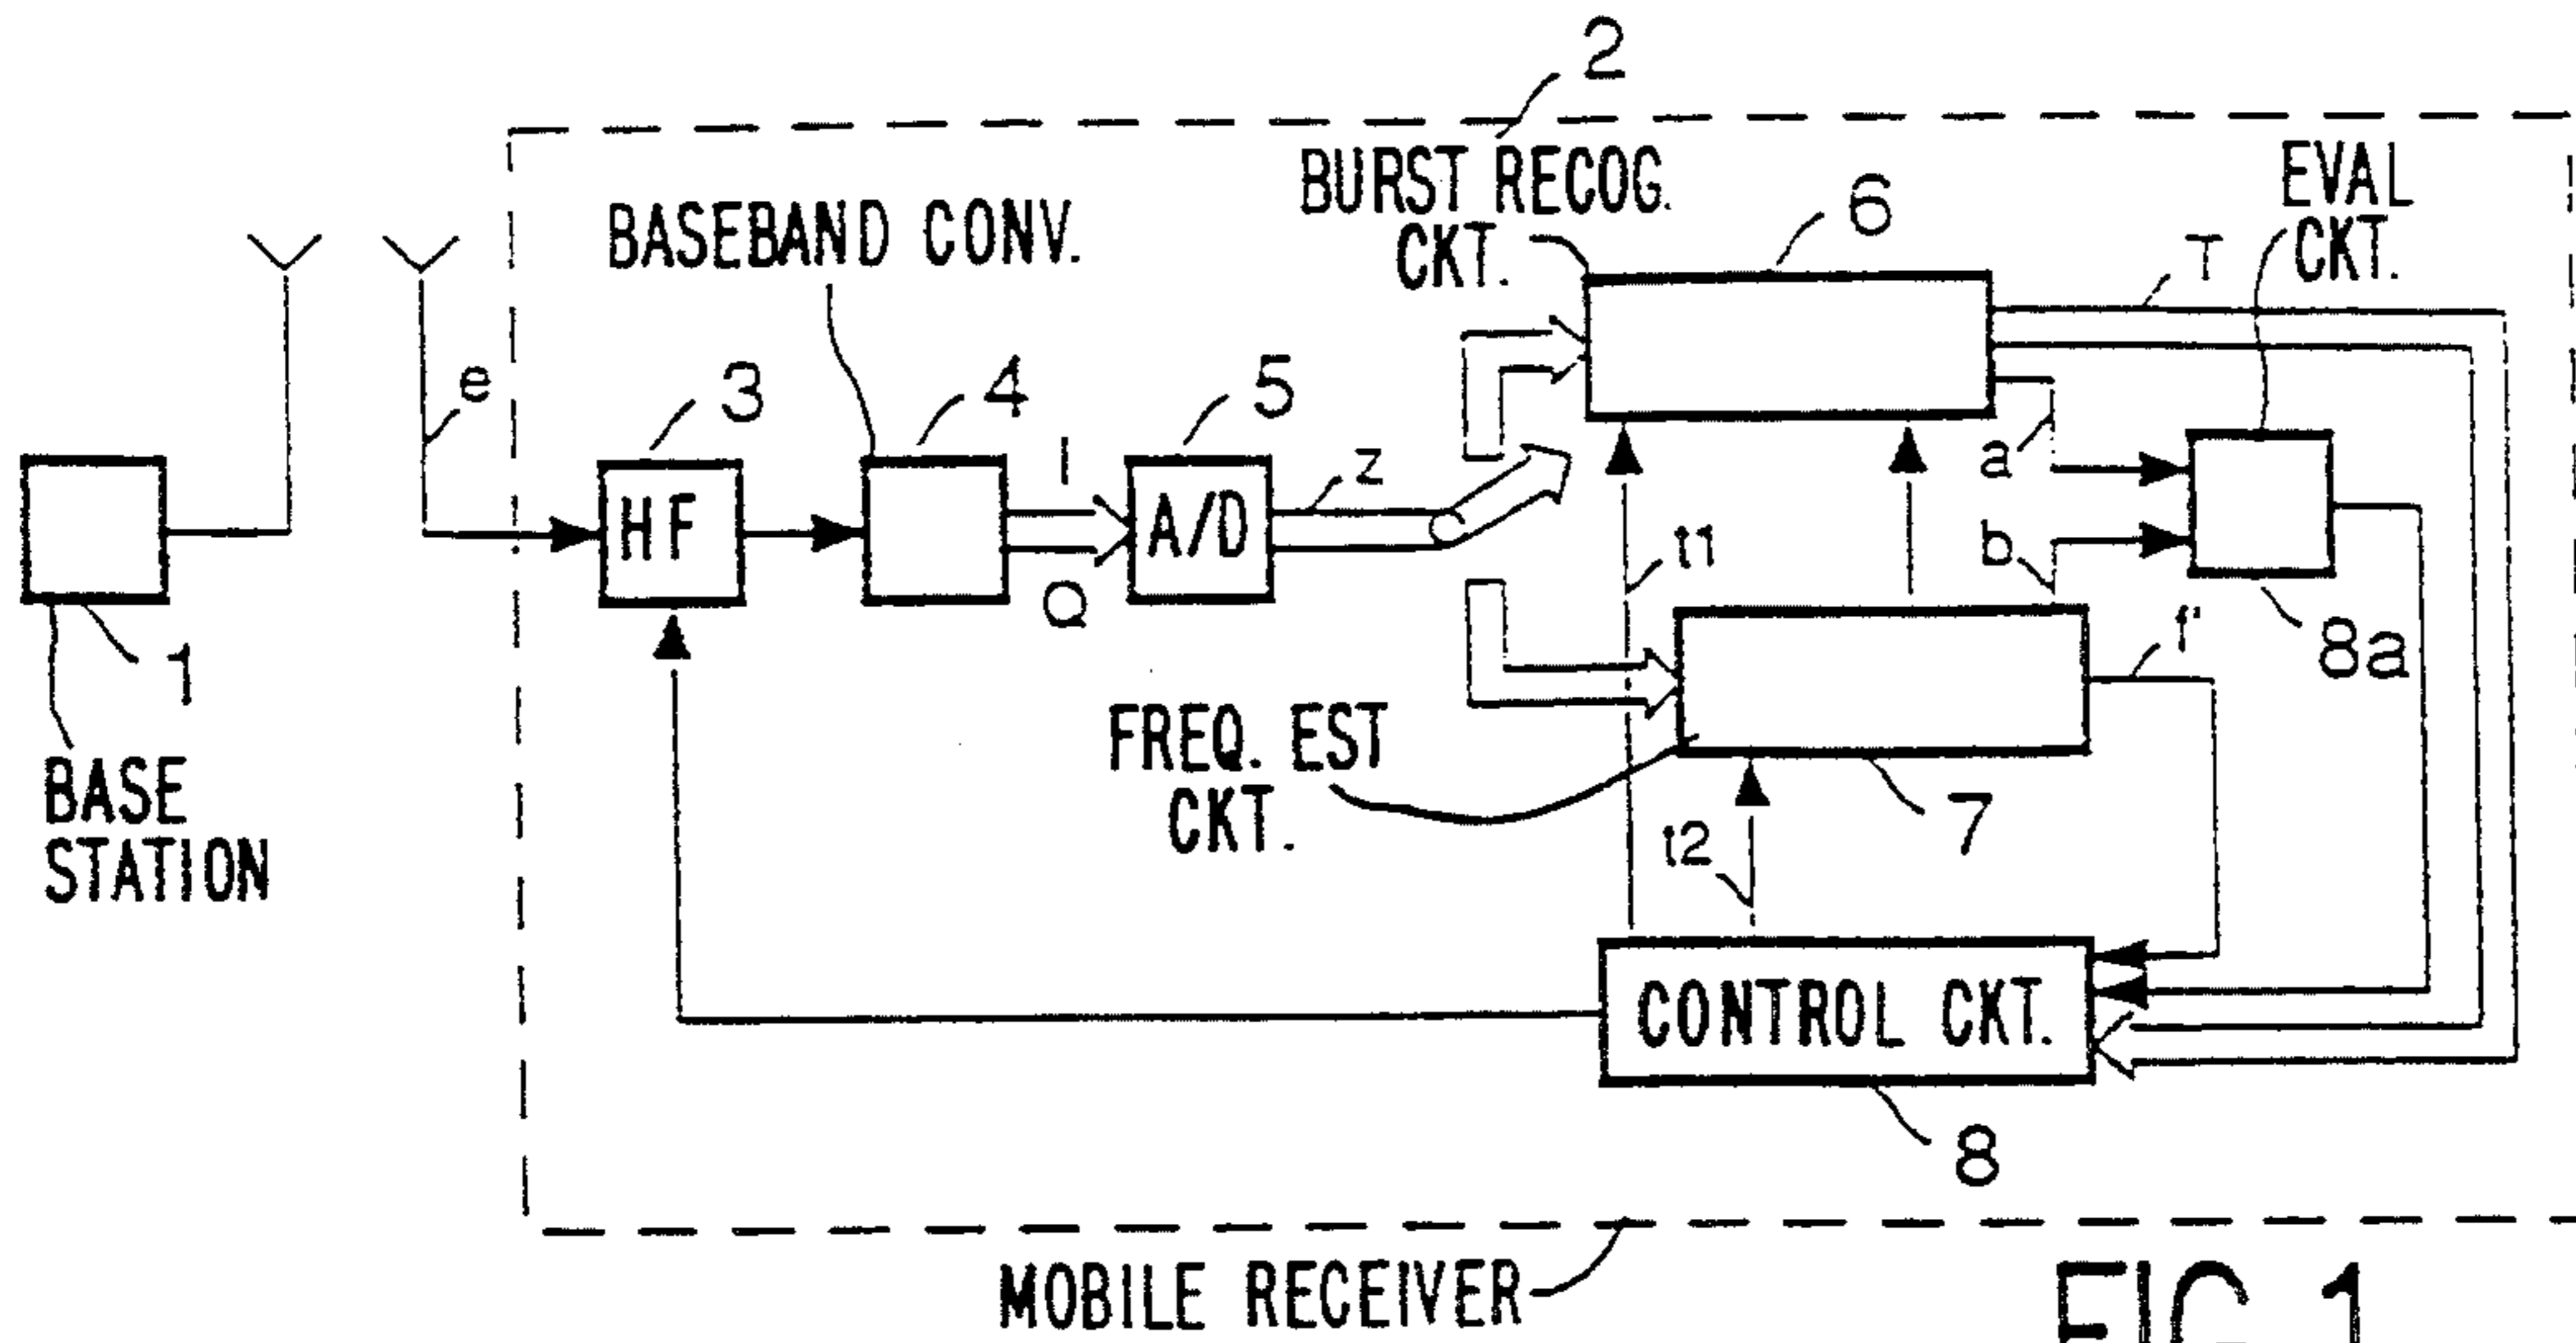 2
BURST RECOG.
CKT.
EVAL
CKT.
BASEBAND CONV.
6
T
e
3
4
5
I
Q
z
HF
A/D
a
b
t1
8a
f'
1
BASE
STATION
FREQ. EST
CKT.
7
t2
CONTROL CKT.
8
MOBILE RECEIVER
FIG.1